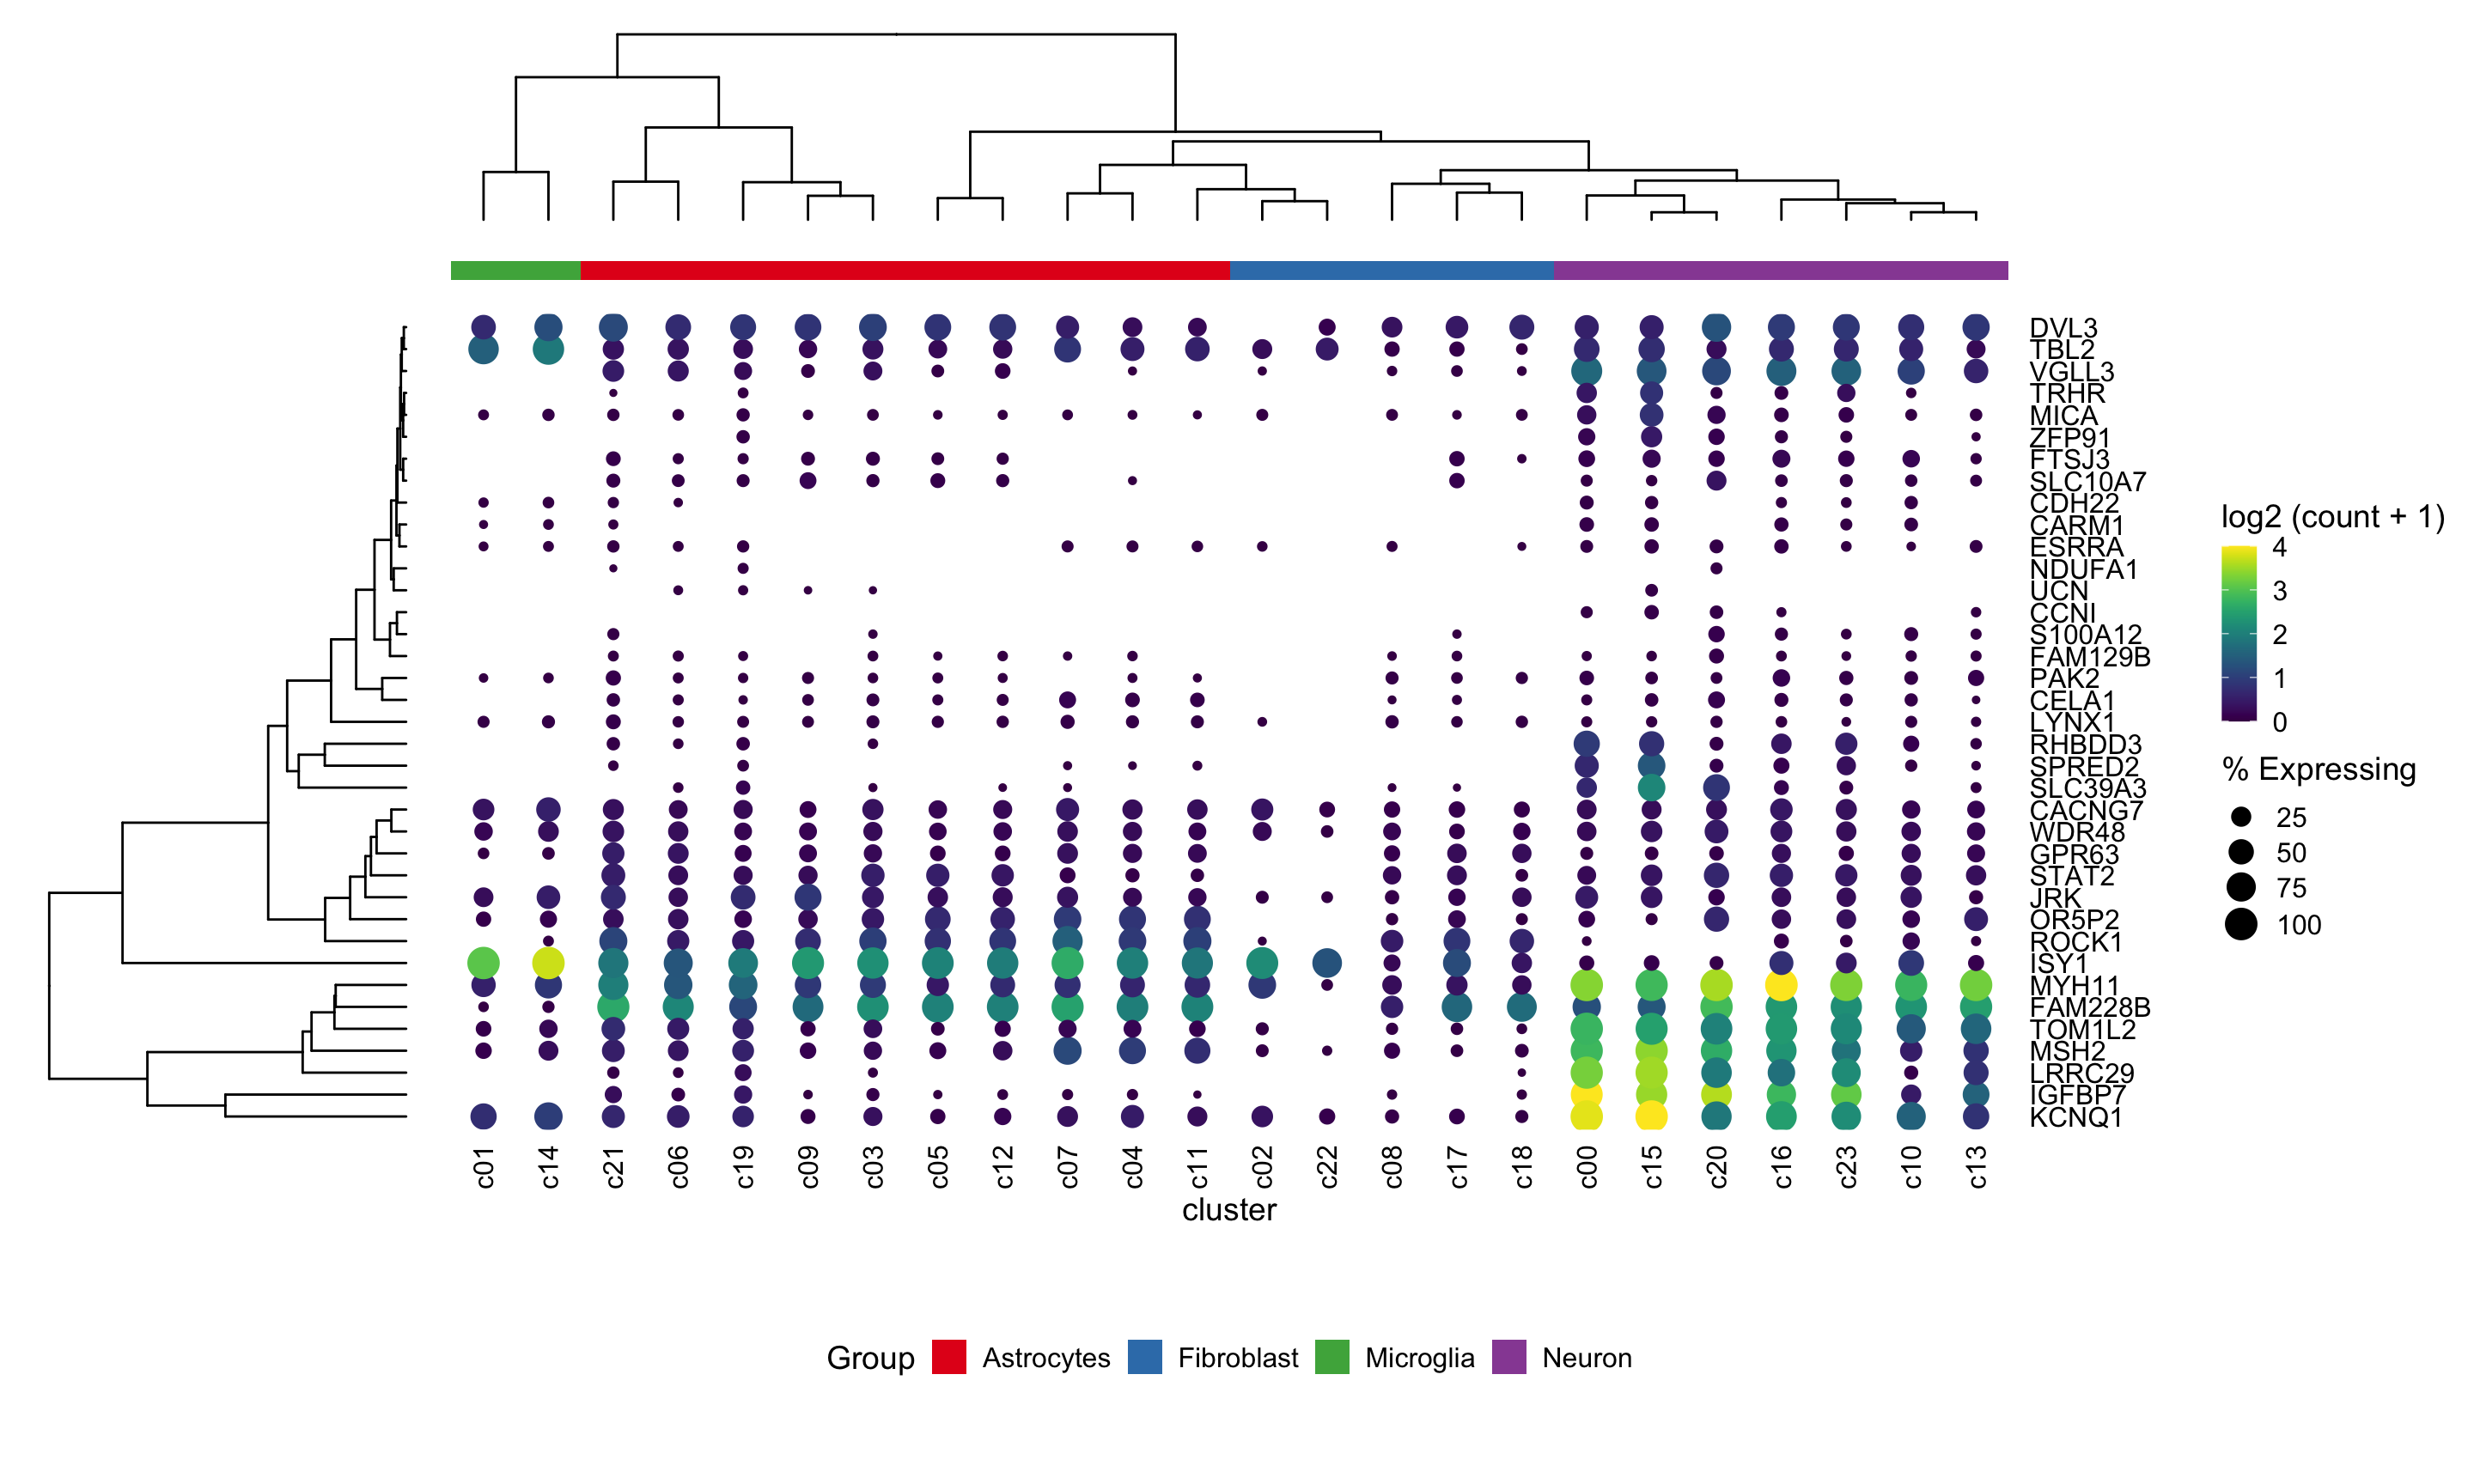 DVL3
TBL2
VGLL3
TRHR
MICA
ZFP91
FTSJ3
SLC10A7
CDH22
CARM1
ESRRA
NDUFA1
UCN
CCNI
S100A12
FAM129B
PAK2
CELA1
LYNX1
RHBDD3
SPRED2
SLC39A3
CACNG7
WDR48
GPR63
STAT2
JRK
OR5P2
ROCK1
ISY1
MYH11
FAM228B
TOM1L2
MSH2
LRRC29
IGFBP7
KCNQ1
log2 (count + 1)
4
3
2
1
0
% Expressing
25
50
75
100
c01 c14 c21 c06 c19 c09 c03 c05 c12 c07 c04 c11 c02 c22 c08 c17 c18 c00 c15 c20 c16 c23 c10 c13
cluster
Group Astrocytes Fibroblast Microglia Neuron